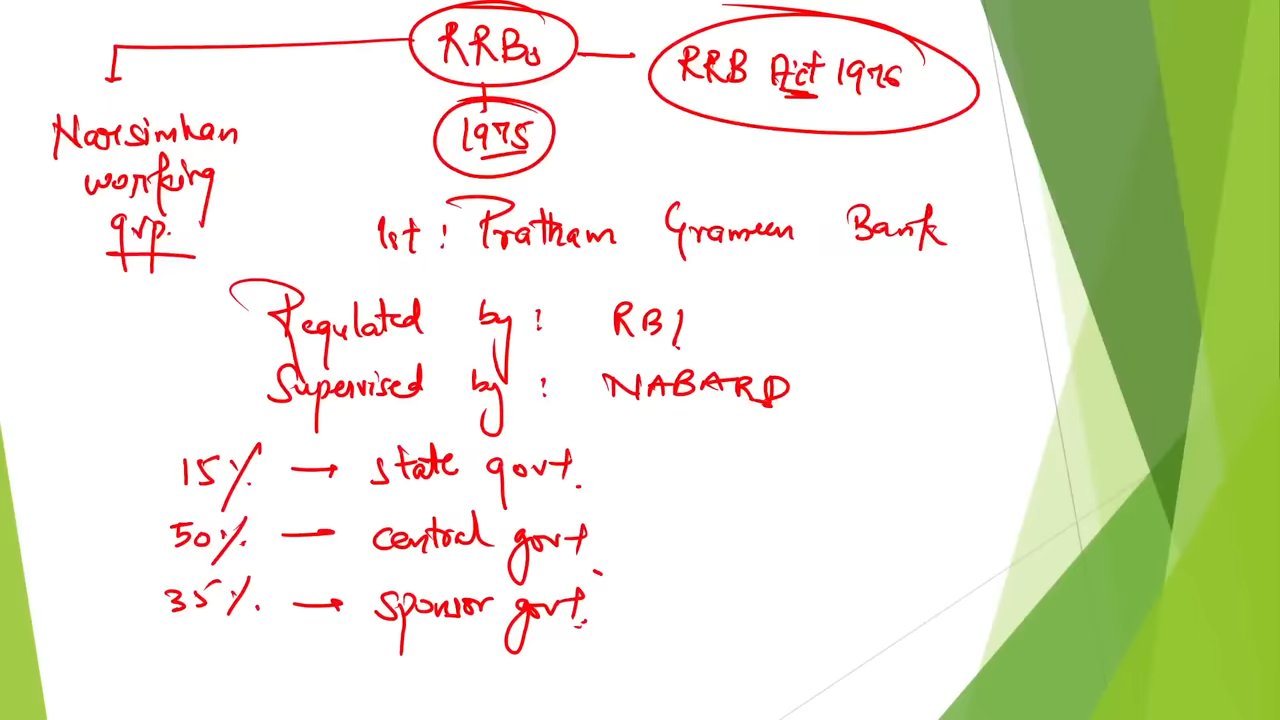 RRBs
RRB Act 1976
1975
Narsimhan
working
grp.
1st : Pratham Grameen Bank
Regulated by : RBI
Supervised by : NABARD
15% → state govt.
50% → central govt
35% → sponsor govt.